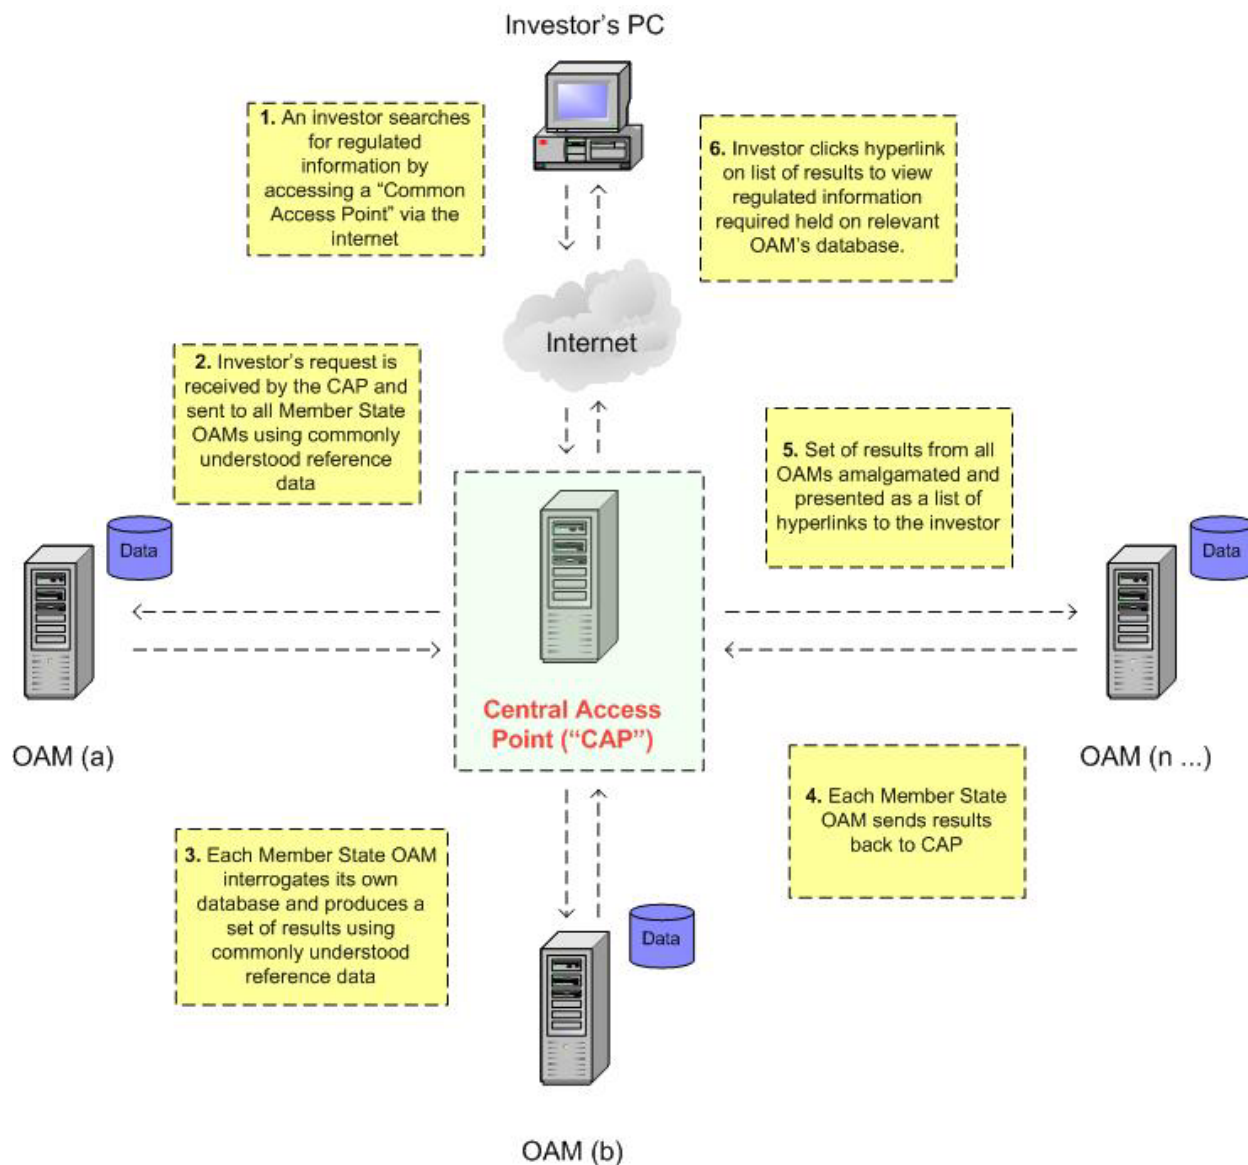 Investor's PC
1. An investor searches
for regulated
information by
accessing a “Common
Access Point” via the
internet
6. Investor clicks hyperlink
on list of results to view
regulated information
required held on relevant
OAM's database.
Internet
2. Investor's request is
received by the CAP and
sent to all Member State
OAMs using commonly
understood reference
data
5. Set of results from all
OAMs amalgamated and
presented as a list of
hyperlinks to the investor
Data
Data
Central Access
Point (“CAP”)
OAM (a)
OAM (n ...)
4. Each Member State
OAM sends results
back to CAP
3. Each Member State OAM
interrogates its own
database and produces a
set of results using
commonly understood
reference data
Data
OAM (b)